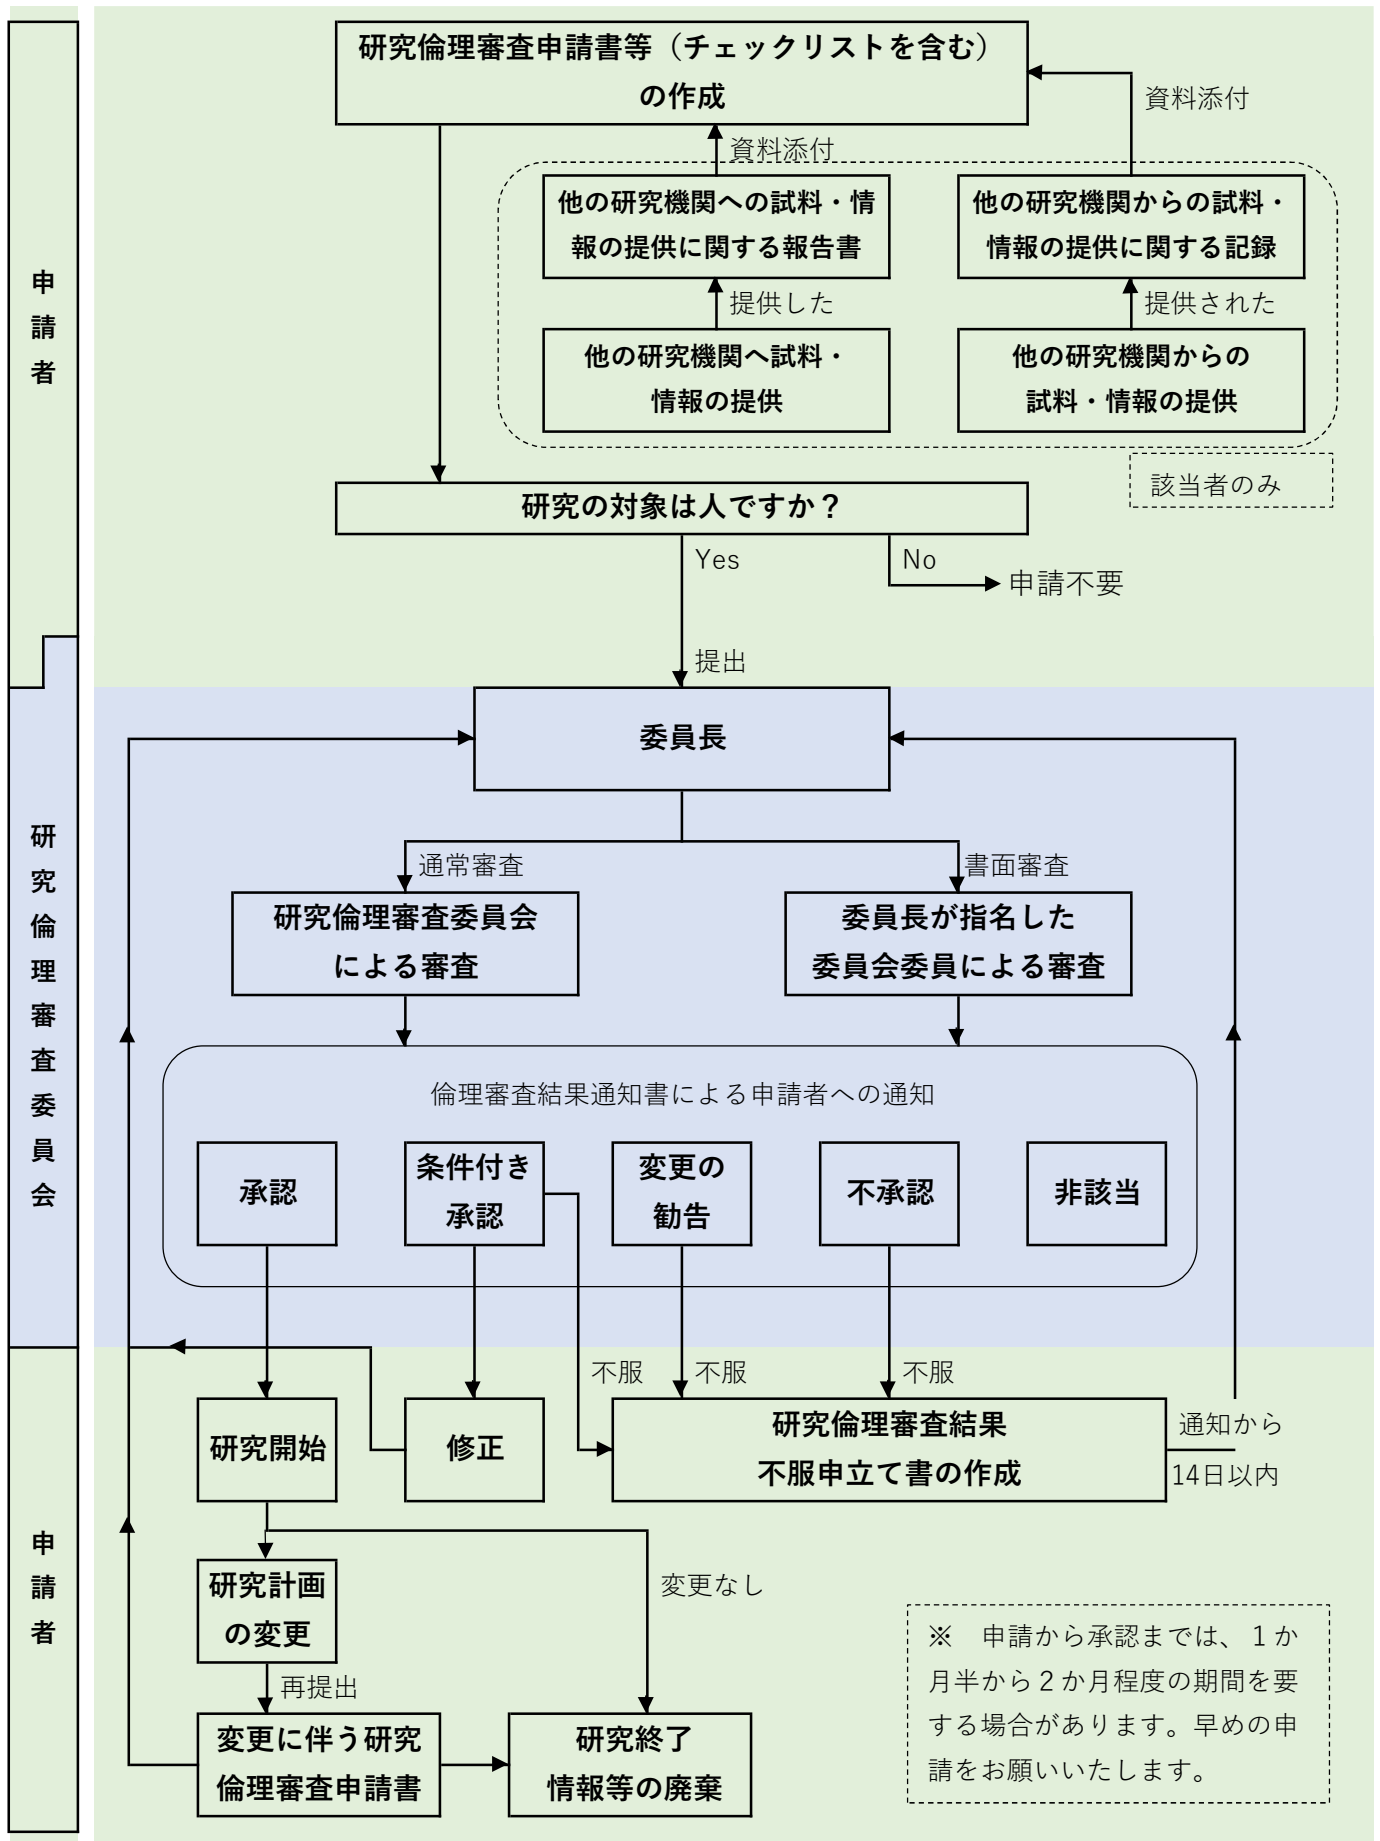 申請者
研究倫理審査申請書等（チェックリストを含む）
の作成
資料添付
資料添付
他の研究機関への試料・情
報の提供に関する報告書
他の研究機関からの試料・
情報の提供に関する記録
提供した
提供された
他の研究機関へ試料・
情報の提供
他の研究機関からの
試料・情報の提供
該当者のみ
研究の対象は人ですか？
Yes
No
申請不要
提出
研究倫理審査委員会
委員長
通常審査
書面審査
研究倫理審査委員会
による審査
委員長が指名した
委員会委員による審査
倫理審査結果通知書による申請者への通知
承認
条件付き
承認
変更の
勧告
不承認
非該当
申請者
不服
不服
不服
研究開始
修正
研究倫理審査結果
不服申立て書の作成
通知から
14日以内
研究計画
の変更
変更なし
再提出
変更に伴う研究
倫理審査申請書
研究終了
情報等の廃棄
※　申請から承認までは、１か
月半から２か月程度の期間を要
する場合があります。早めの申
請をお願いいたします。